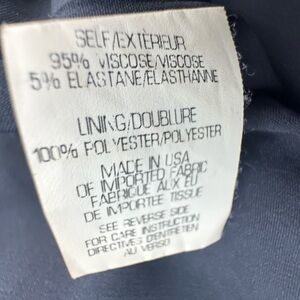 SELF/EXTÉRIEUR
95% VISCOSE/VISCOSE
5% ELASTANE/ELASTHANNE
LINING/DOUBLURE
100% POLYESTER/POLYESTER
MADE IN USA
OF IMPORTED FABRIC
FABRIQUE AUX EU
DE IMPORTEE TISSUE
SEE REVERSE SIDE
FOR CARE INSTRUCTION
DIRECTIVES D'ENTRETIEN
AU VERSO